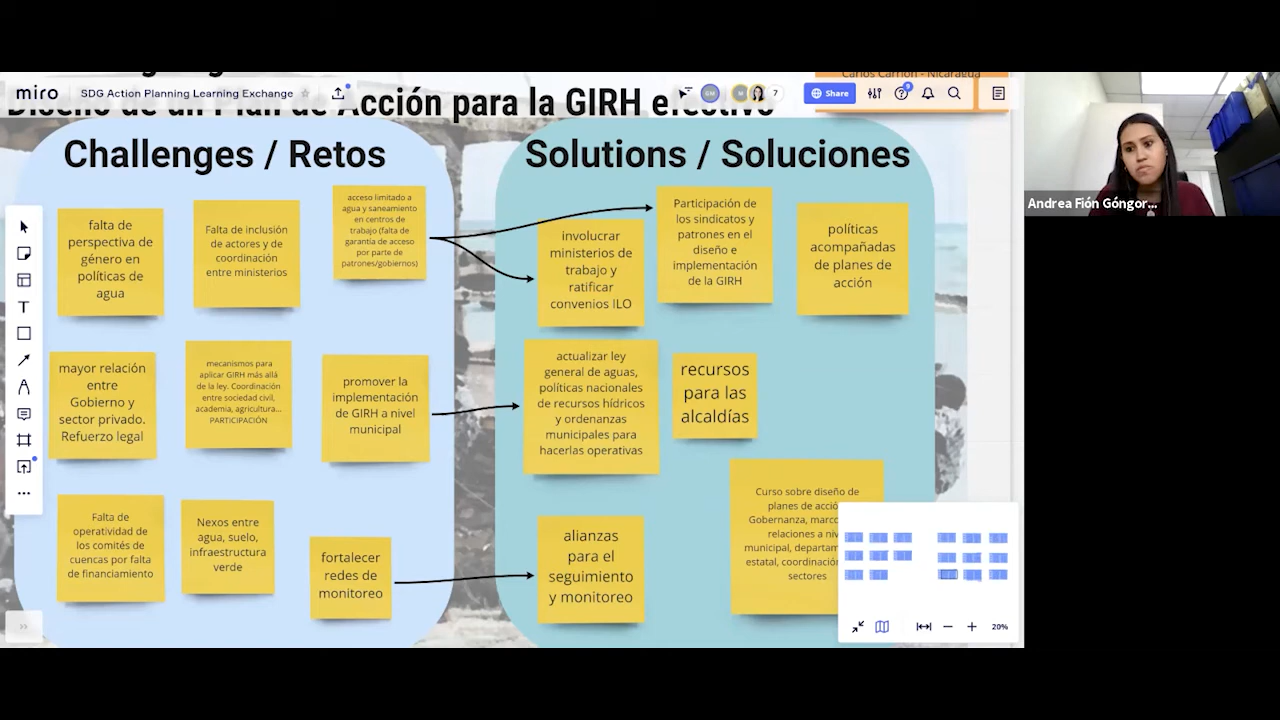 Carlos Carrión - Nicaragua
miro
SDG Action Planning Learning Exchange
7
Share
Diseño de un Plan de Acción para la GIRH efectivo
Challenges / Retos
falta de
perspectiva de
género en
políticas de
agua
Falta de inclusión
de actores y de
coordinación
entre ministerios
acceso limitado a
agua y saneamiento
en centros de
trabajo (falta de
garantía de acceso
por parte de
patrones/gobiernos)
mayor relación
entre
Gobierno y
sector privado.
Refuerzo legal
mecanismos para
aplicar GIRH más allá
de la ley. Coordinación
entre sociedad civil,
academia, agricultura...
PARTICIPACIÓN
promover la
implementación
de GIRH a nivel
municipal
Falta de
operatividad de
los comités de
cuencas por falta
de financiamiento
Nexos entre
agua, suelo,
infraestructura
verde
fortalecer
redes de
monitoreo
Solutions / Soluciones
involucrar
ministerios de
trabajo y
ratificar
convenios ILO
Participación de
los sindicatos y
patrones en el
diseño e
implementación
de la GIRH
políticas
acompañadas
de planes de
acción
actualizar ley
general de aguas,
políticas nacionales
de recursos hídricos
y ordenanzas
municipales para
hacerlas operativas
recursos
para las
alcaldías
alianzas
para el
seguimiento
y monitoreo
Curso sobre diseño de
planes de acció
Gobernanza, marc
relaciones a niv
municipal, departam
estatal, coordinación
sectores
20%
Andrea Fión Góngor...